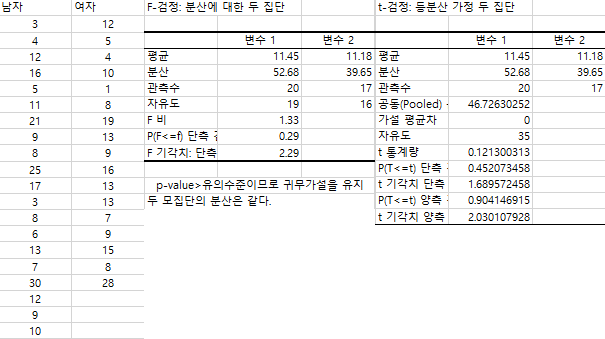 남자 여자 F-검정: 분산에 대한 두 집단 t-검정: 등분산 가정 두 집단
3 12
4 5 변수 1 변수 2 변수 1 변수 2
12 4 평균 11.45 11.18 평균 11.45 11.18
16 10 분산 52.68 39.65 분산 52.68 39.65
5 1 관측수 20 17 관측수 20 17
11 8 자유도 19 16 공동(Pooled) 46.72630252
21 19 F 비 1.33 가설 평균차 0
9 13 P(F<=f) 단측 0.29 자유도 35
8 9 F 기각치: 단측 2.29 t 통계량 0.121300313
25 16 P(T<=t) 단측 0.452073458
17 13 p-value>유의수준이므로 귀무가설을 유지 t 기각치 단측 1.689572458
3 13 두 모집단의 분산은 같다. P(T<=t) 양측 0.904146915
8 7 t 기각치 양측 2.030107928
6 9
13 15
7 8
30 28
12
9
10